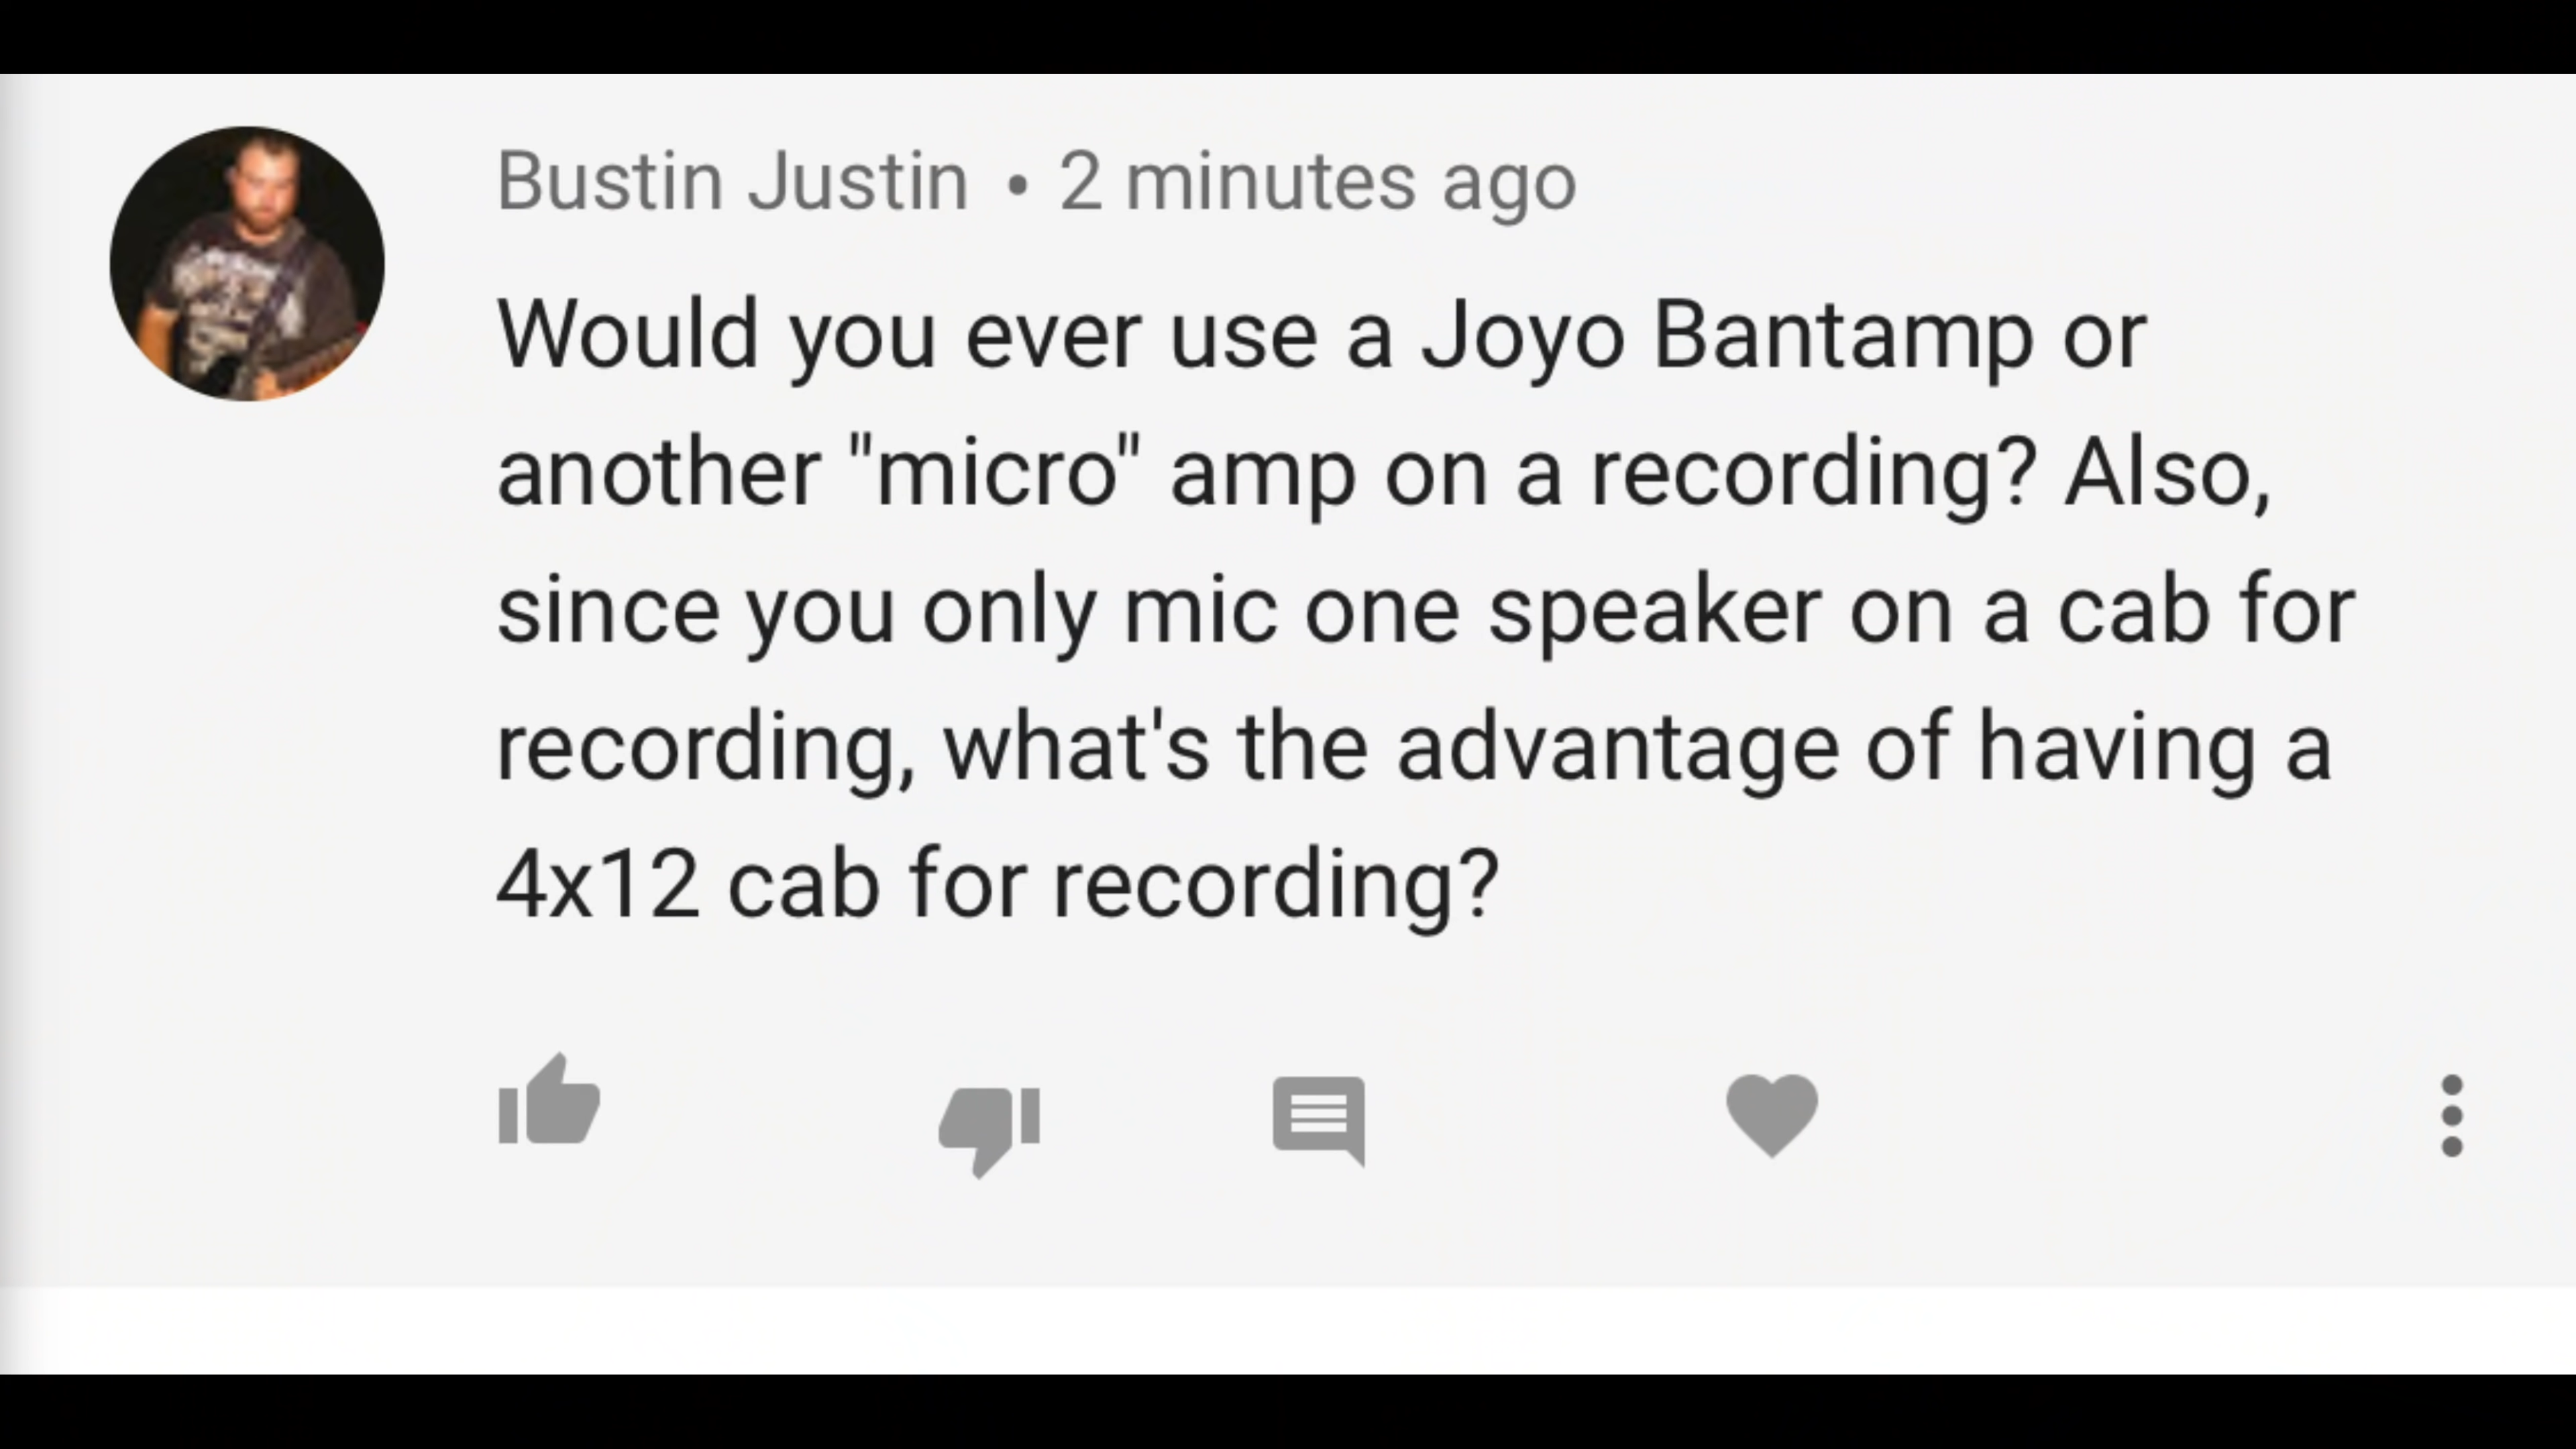 Bustin Justin • 2 minutes ago
Would you ever use a Joyo Bantamp or
another "micro" amp on a recording? Also,
since you only mic one speaker on a cab for
recording, what's the advantage of having a
4x12 cab for recording?